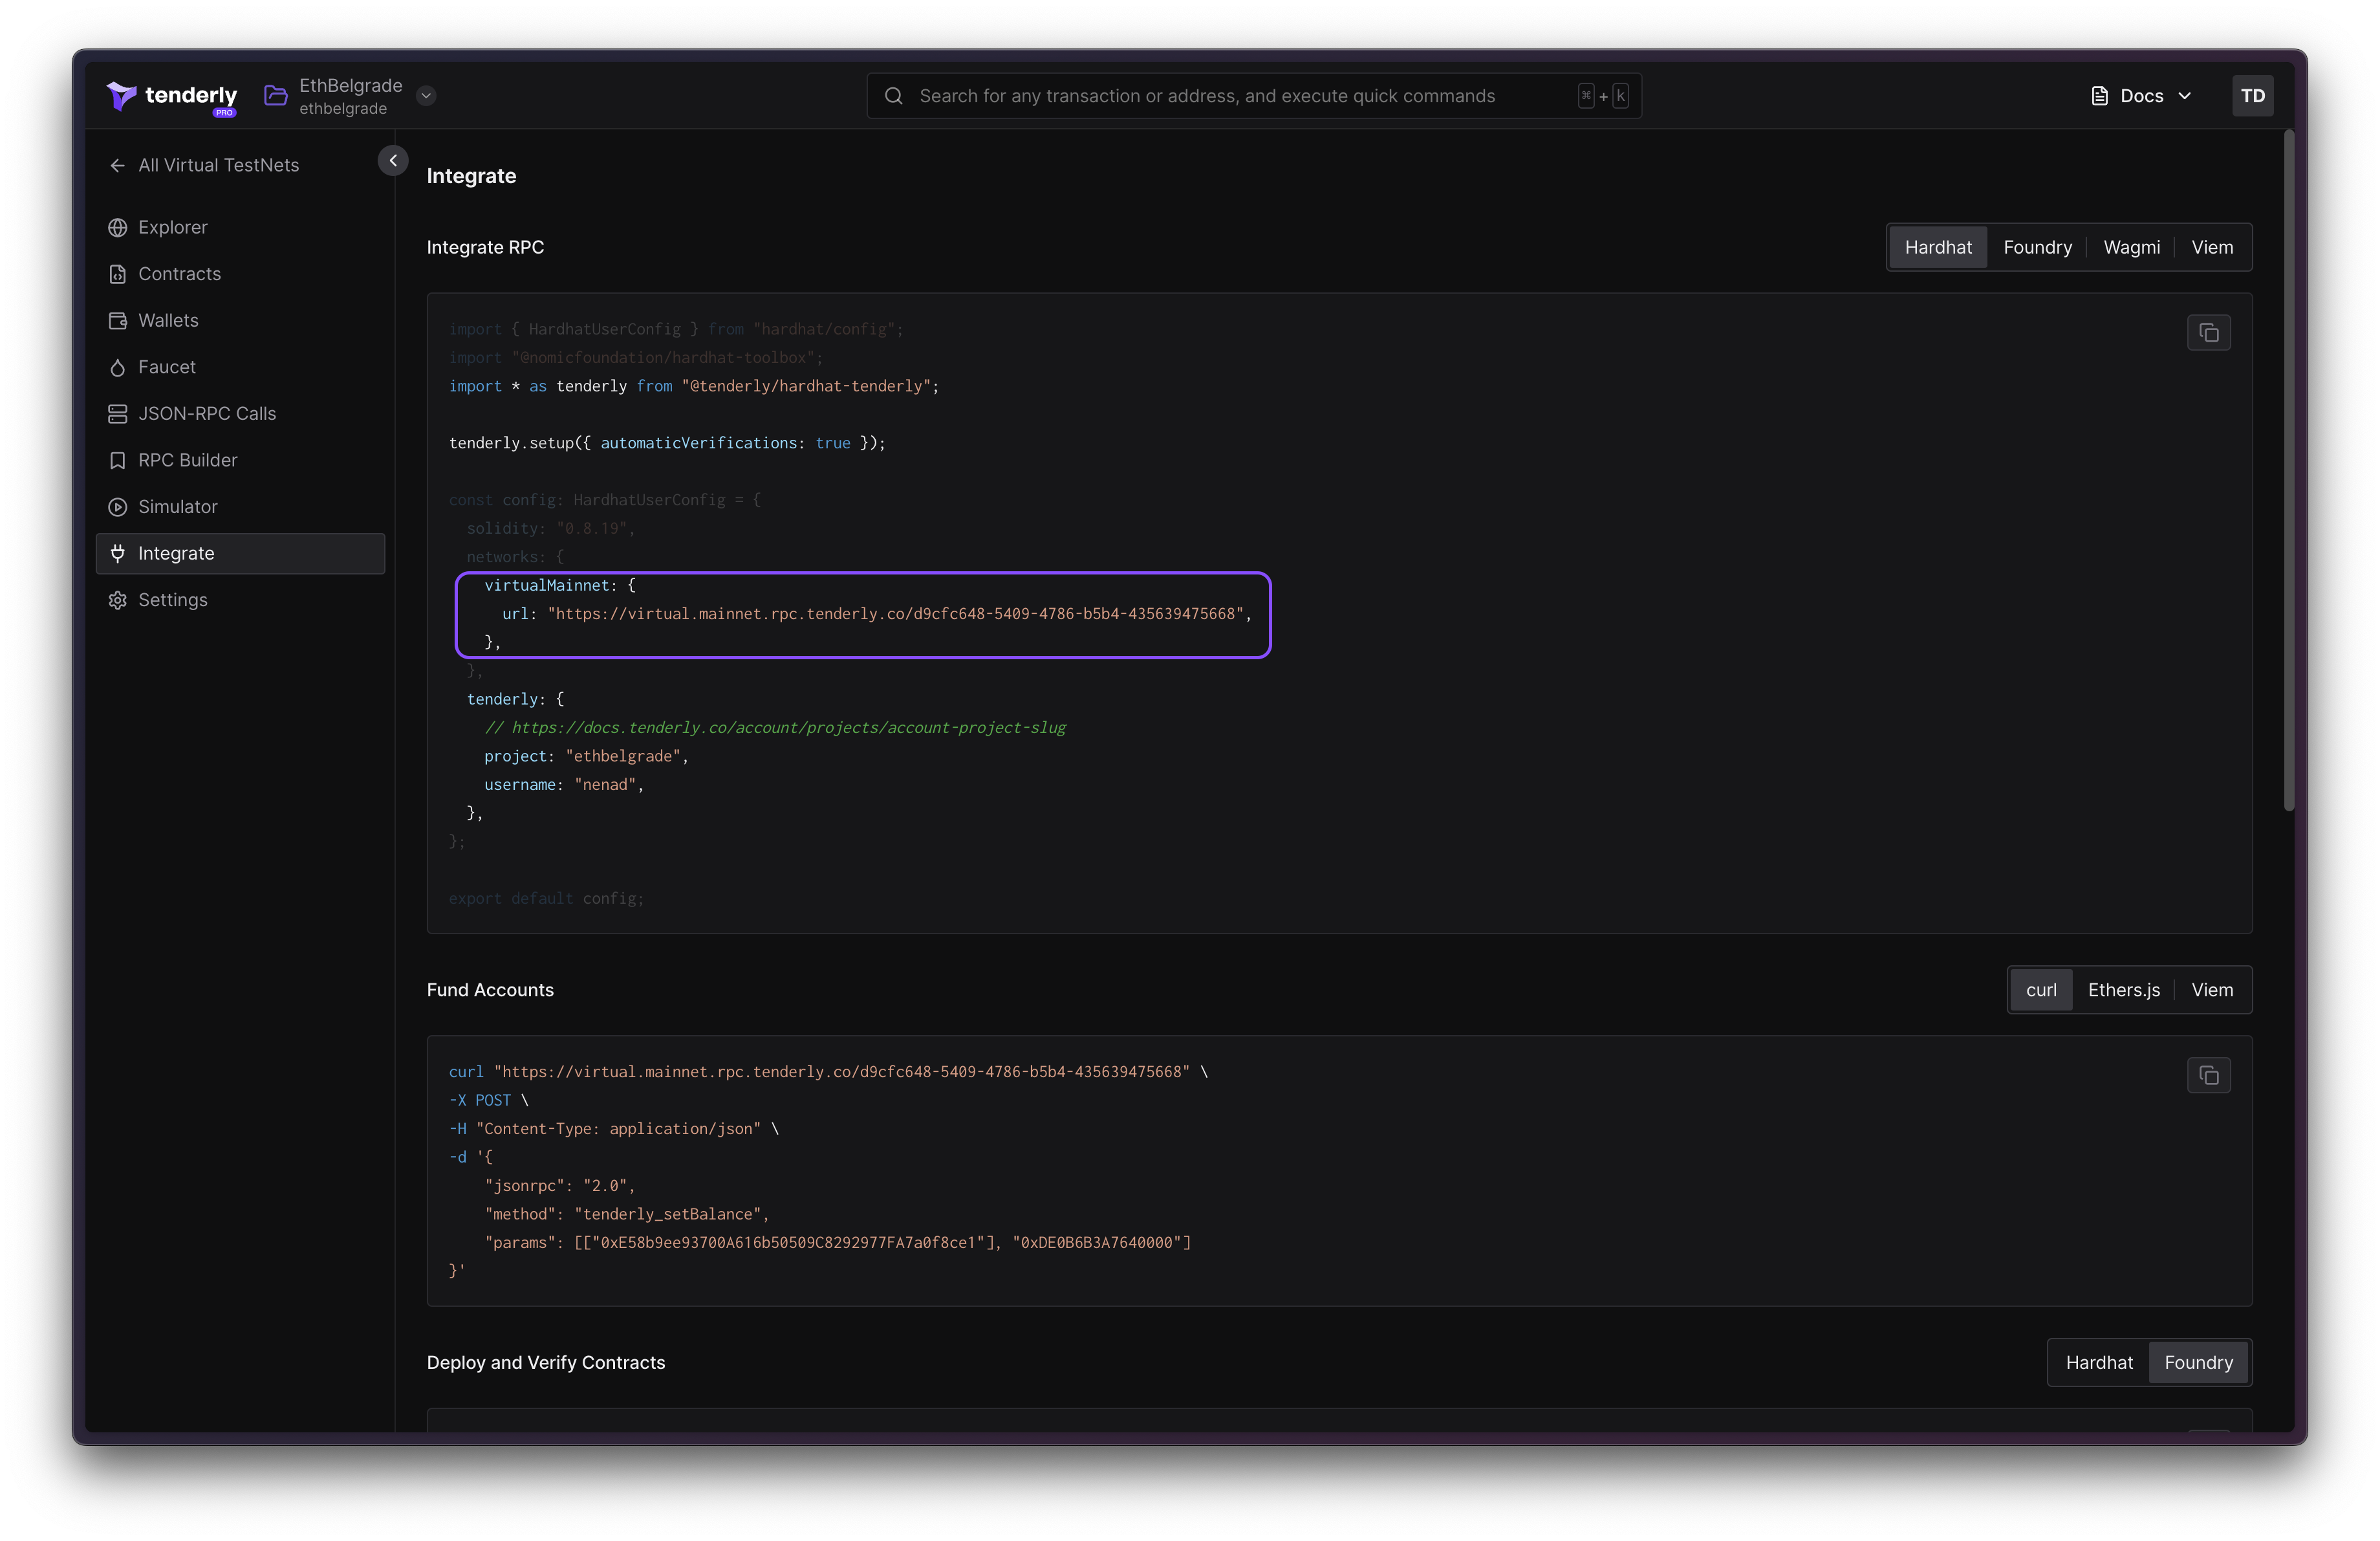 tenderly
PRO
EthBelgrade
ethbelgrade
Search for any transaction or address, and execute quick commands
⌘ + k
Docs
TD
All Virtual TestNets
Explorer
Contracts
Wallets
Faucet
JSON-RPC Calls
RPC Builder
Simulator
Integrate
Settings
Integrate
Integrate RPC
Hardhat Foundry Wagmi Viem
import { HardhatUserConfig } from "hardhat/config";
import "@nomicfoundation/hardhat-toolbox";
import * as tenderly from "@tenderly/hardhat-tenderly";
tenderly.setup({ automaticVerifications: true });
const config: HardhatUserConfig = {
solidity: "0.8.19",
networks: {
virtualMainnet: {
url: "https://virtual.mainnet.rpc.tenderly.co/d9cfc648-5409-4786-b5b4-435639475668",
},
},
tenderly: {
// https://docs.tenderly.co/account/projects/account-project-slug
project: "ethbelgrade",
username: "nenad",
},
};
export default config;
Fund Accounts
curl Ethers.js Viem
curl "https://virtual.mainnet.rpc.tenderly.co/d9cfc648-5409-4786-b5b4-435639475668" \
-X POST \
-H "Content-Type: application/json" \
-d '{
"jsonrpc": "2.0",
"method": "tenderly_setBalance",
"params": [["0xE58b9ee93700A616b50509C8292977FA7a0f8ce1"], "0xDE0B6B3A7640000"]
}'
Deploy and Verify Contracts
Hardhat Foundry